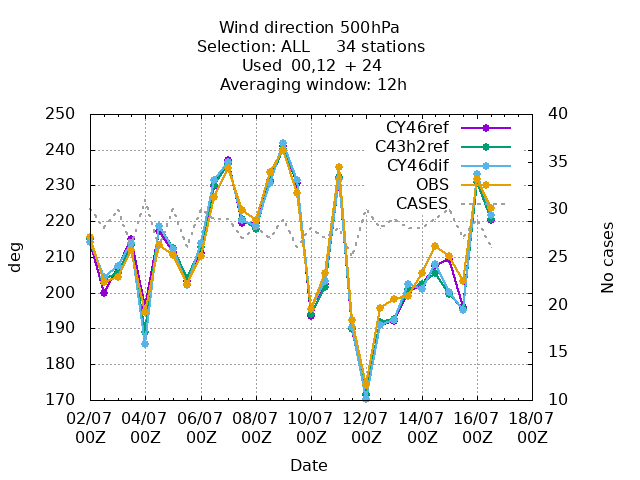 Wind direction 500hPa
Selection: ALL 34 stations
Used 00,12 + 24
Averaging window: 12h
250
240
230
220
210
200
190
180
170
deg
40
35
30
25
20
15
10
No cases
CY46ref
C43h2ref
CY46dif
OBS
CASES
02/07 04/07 06/07 08/07 10/07 12/07 14/07 16/07 18/07
00Z 00Z 00Z 00Z 00Z 00Z 00Z 00Z 00Z
Date